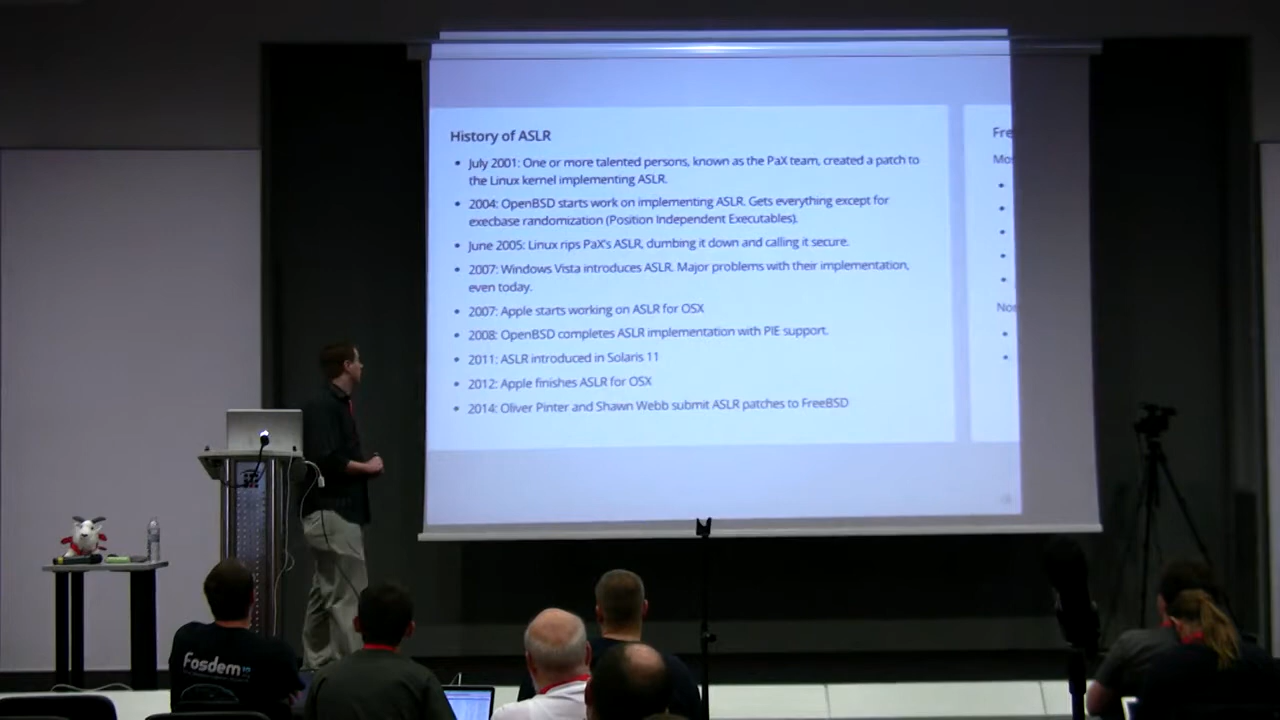 History of ASLR
• July 2001: One or more talented persons, known as the PaX team, created a patch to
the Linux kernel implementing ASLR.
• 2004: OpenBSD starts work on implementing ASLR. Gets everything except for
execbase randomization (Position Independent Executables).
• June 2005: Linux rips PaX's ASLR, dumbing it down and calling it secure.
• 2007: Windows Vista introduces ASLR. Major problems with their implementation,
even today.
• 2007: Apple starts working on ASLR for OSX
• 2008: OpenBSD completes ASLR implementation with PIE support.
• 2011: ASLR introduced in Solaris 11
• 2012: Apple finishes ASLR for OSX
• 2014: Oliver Pinter and Shawn Webb submit ASLR patches to FreeBSD
Fre
Mo
No
Fosdem